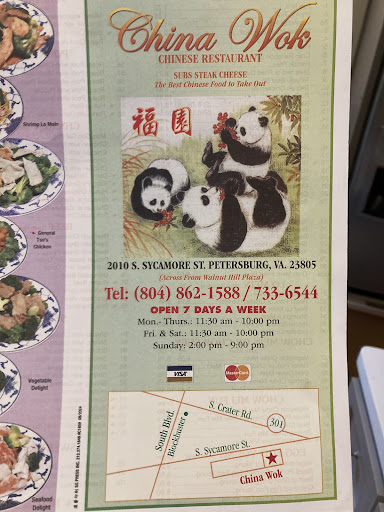 China Wok
CHINESE RESTAURANT
SUBS STEAK CHEESE
The Best Chinese Food to Take Out
福園
2010 S. SYCAMORE ST. PETERSBURG, VA. 23805
(Across From Walnut Hill Plaza)
Tel: (804) 862-1588 / 733-6544
OPEN 7 DAYS A WEEK
Mon.- Thurs.: 11:30 am - 10:00 pm
Fri. & Sat.: 11:30 am - 10:30 pm
Sunday: 2:00 pm - 9:00 pm
VISA
MasterCard
South Blvd.
Blockbuster
S. Crater Rd.
301
S. Sycamore St.
China Wok
Shrimp Lo Mein
General
Tso's
Chicken
Vegetable
Delight
Seafood
Delight